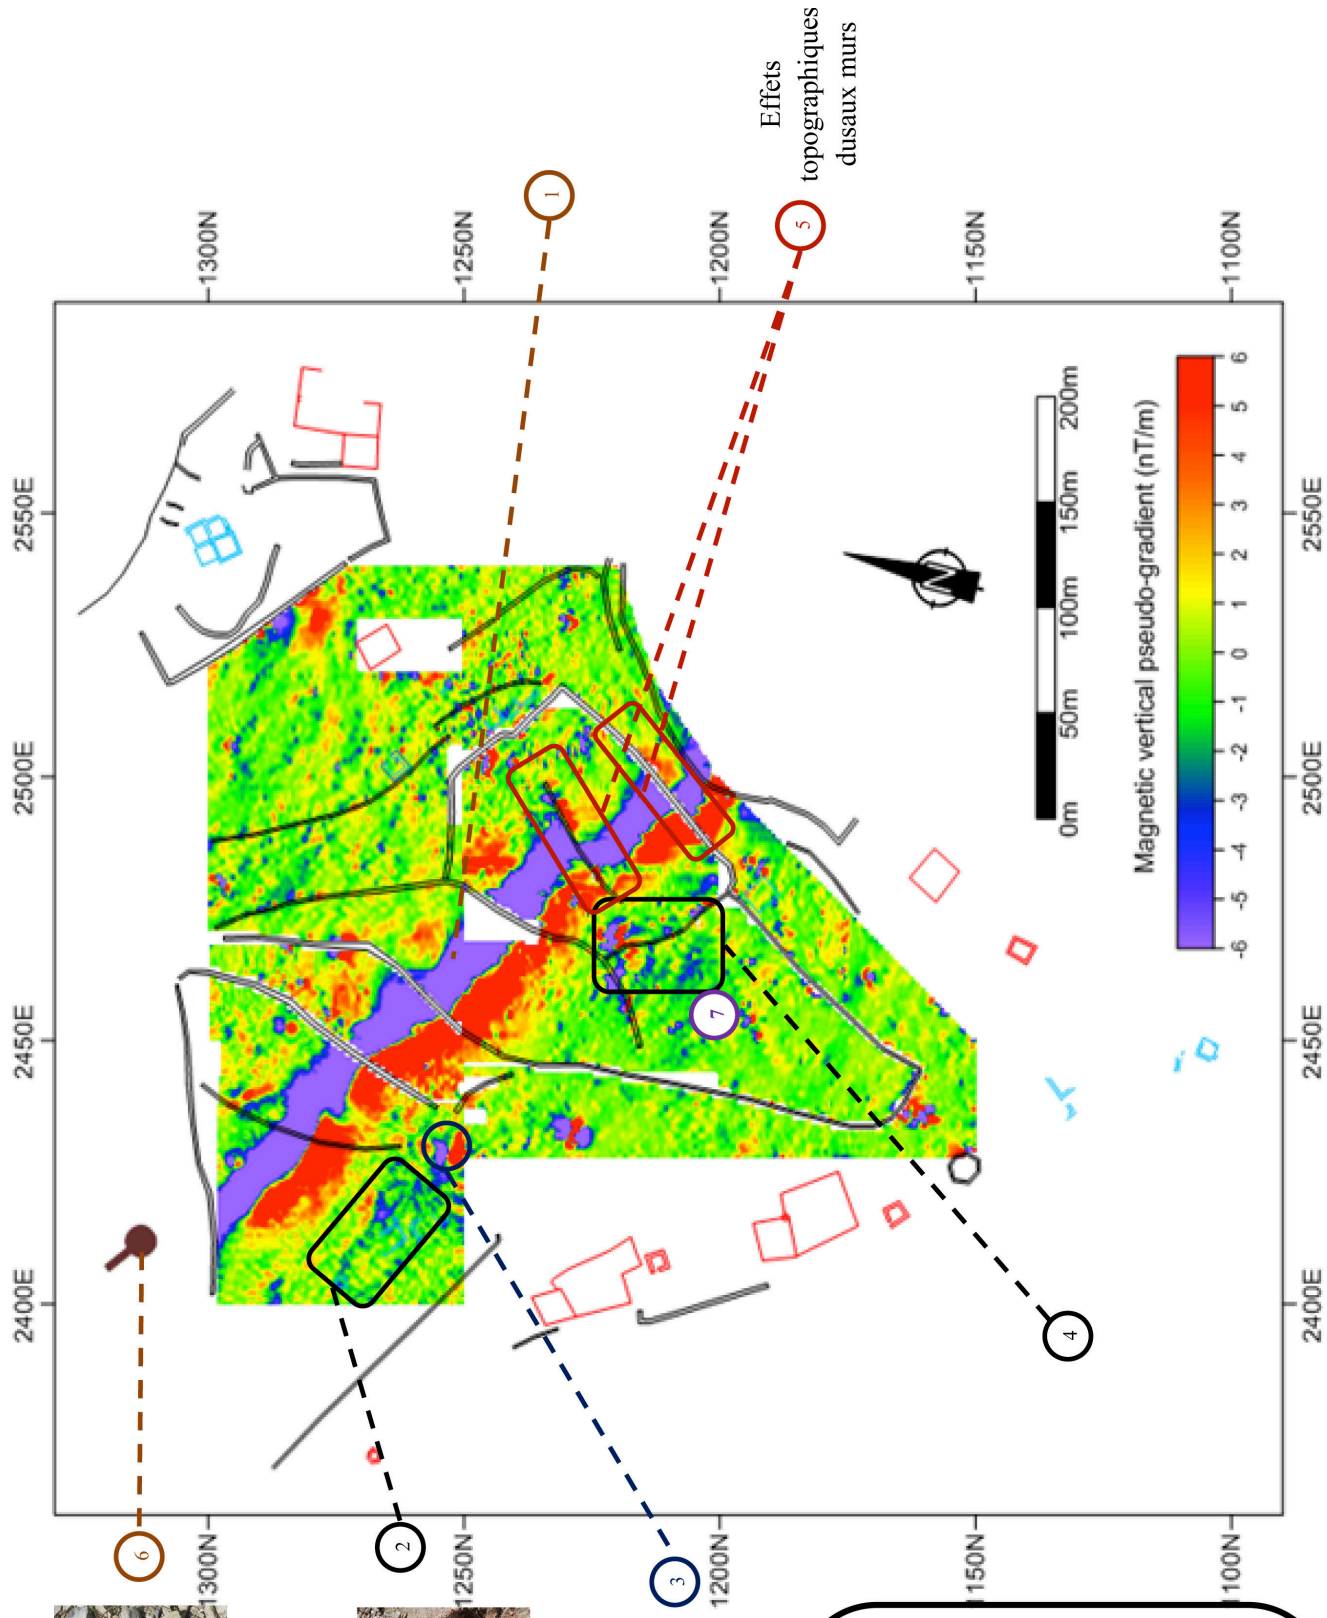 6
2
3
4
7
1
5
Effets
topographiques
dusaux murs
2400E
2450E
2500E
2550E
1300N
1250N
1200N
1150N
1100N
1300N
1250N
1200N
1150N
1100N
2400E
2450E
2500E
2550E
N
0m 50m 100m 150m 200m
Magnetic vertical pseudo-gradient (nT/m)
-6 -5 -4 -3 -2 -1 0 1 2 3 4 5 6